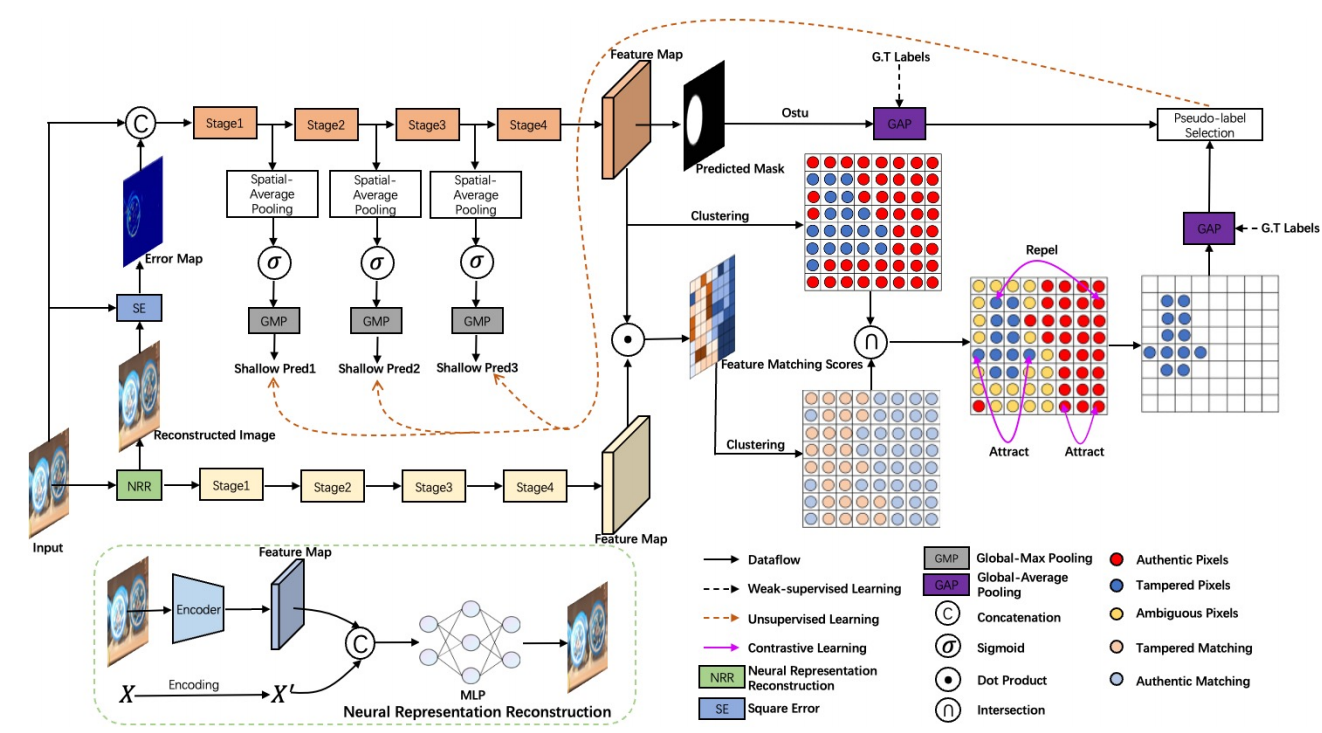 Feature Map
G.T Labels
C
Stage1
Stage2
Stage3
Stage4
Ostu
GAP
Pseudo-label
Selection
Predicted Mask
Spatial-
Average
Pooling
Spatial-
Average
Pooling
Spatial-
Average
Pooling
Clustering
GAP
G.T Labels
Error Map
σ
σ
σ
Repel
SE
GMP
GMP
GMP
∩
Shallow Pred1
Shallow Pred2
Shallow Pred3
Feature Matching Scores
Reconstructed Image
Clustering
Attract
Attract
NRR
Stage1
Stage2
Stage3
Stage4
Input
Feature Map
Feature Map
Encoder
C
X
Encoding
X'
MLP
Neural Representation Reconstruction
Dataflow
Weak-supervised Learning
Unsupervised Learning
Contrastive Learning
NRR
Neural Representation
Reconstruction
SE
Square Error
GMP
Global-Max Pooling
GAP
Global-Average
Pooling
C
Concatenation
σ
Sigmoid
Dot Product
∩
Intersection
Authentic Pixels
Tampered Pixels
Ambiguous Pixels
Tampered Matching
Authentic Matching